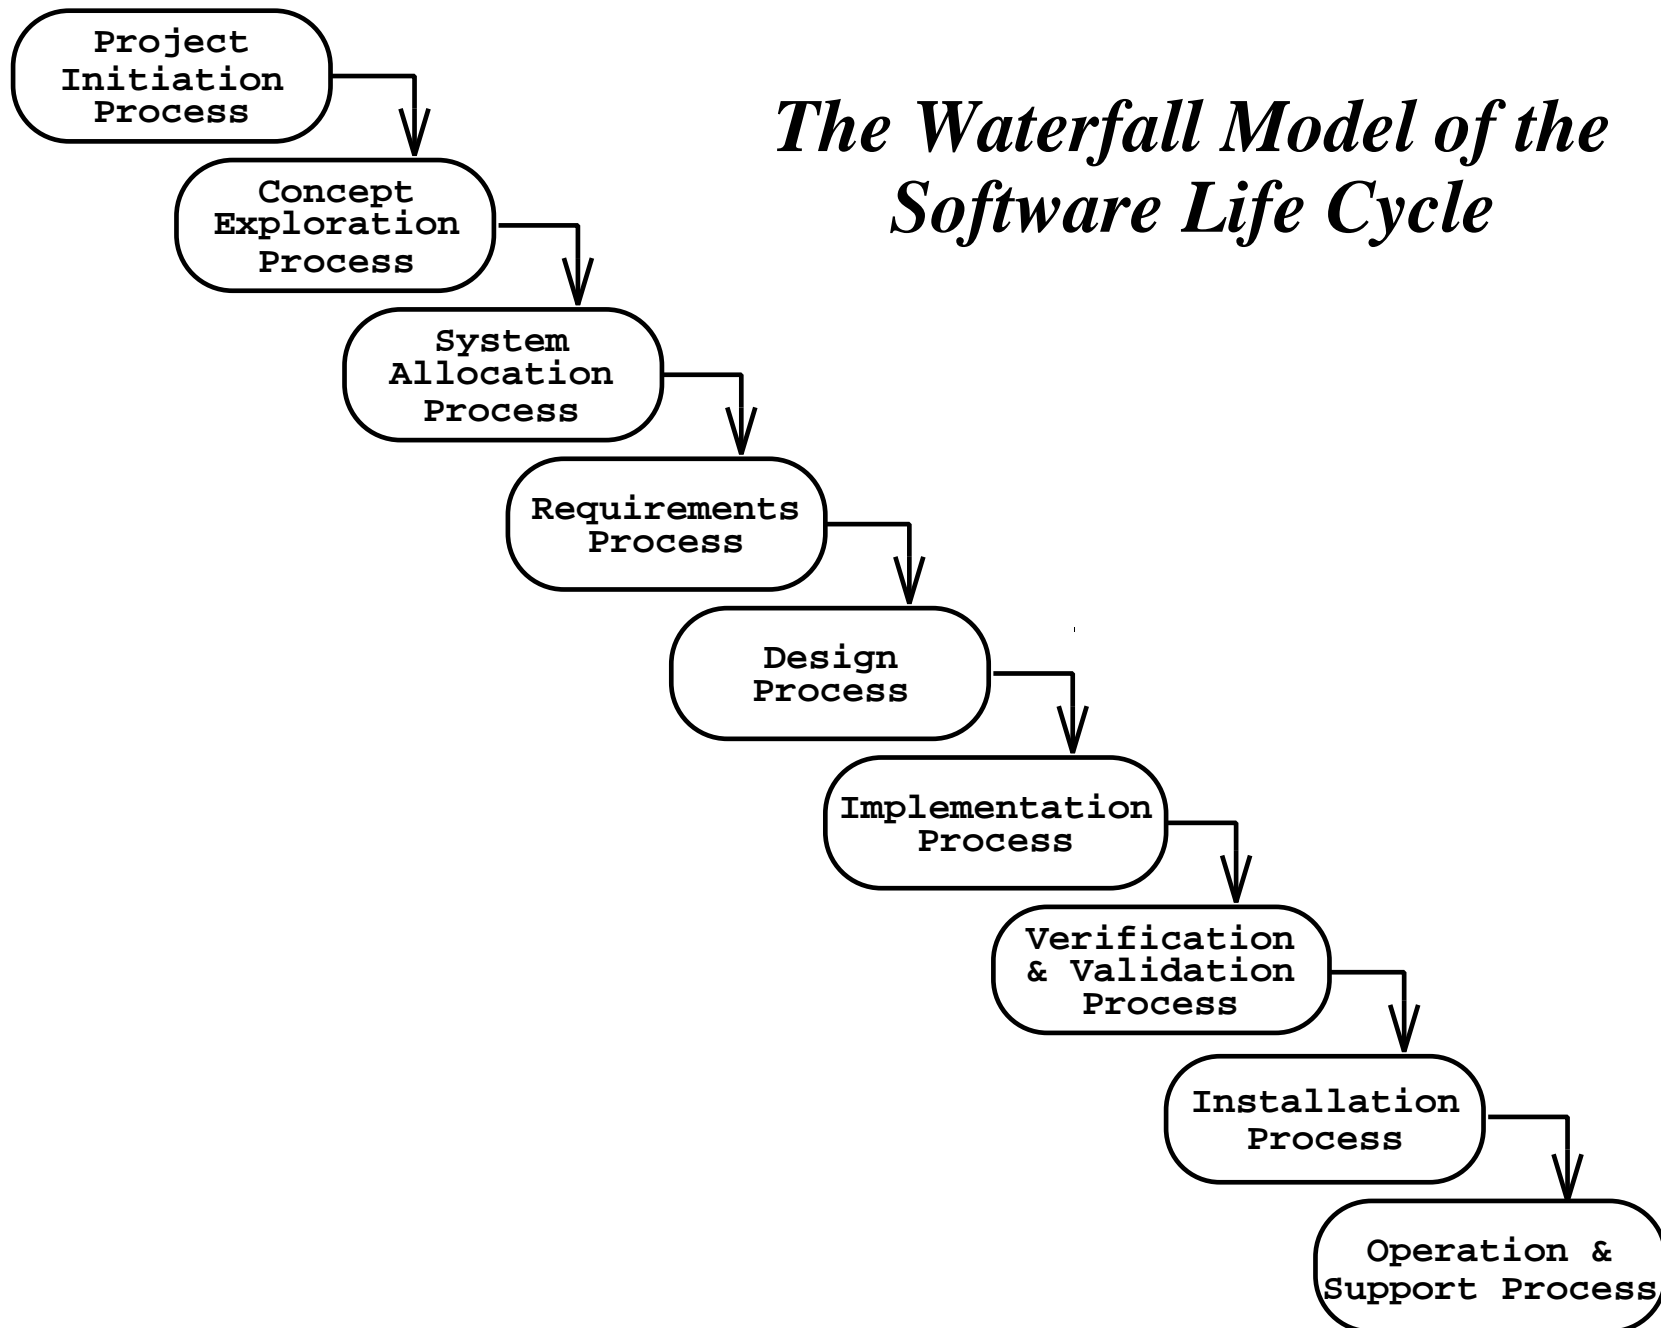 Project
Initiation
Process
The Waterfall Model of the
Software Life Cycle
Concept
Exploration
Process
System
Allocation
Process
Requirements
Process
Design
Process
Implementation
Process
Verification
& Validation
Process
Installation
Process
Operation &
Support Process